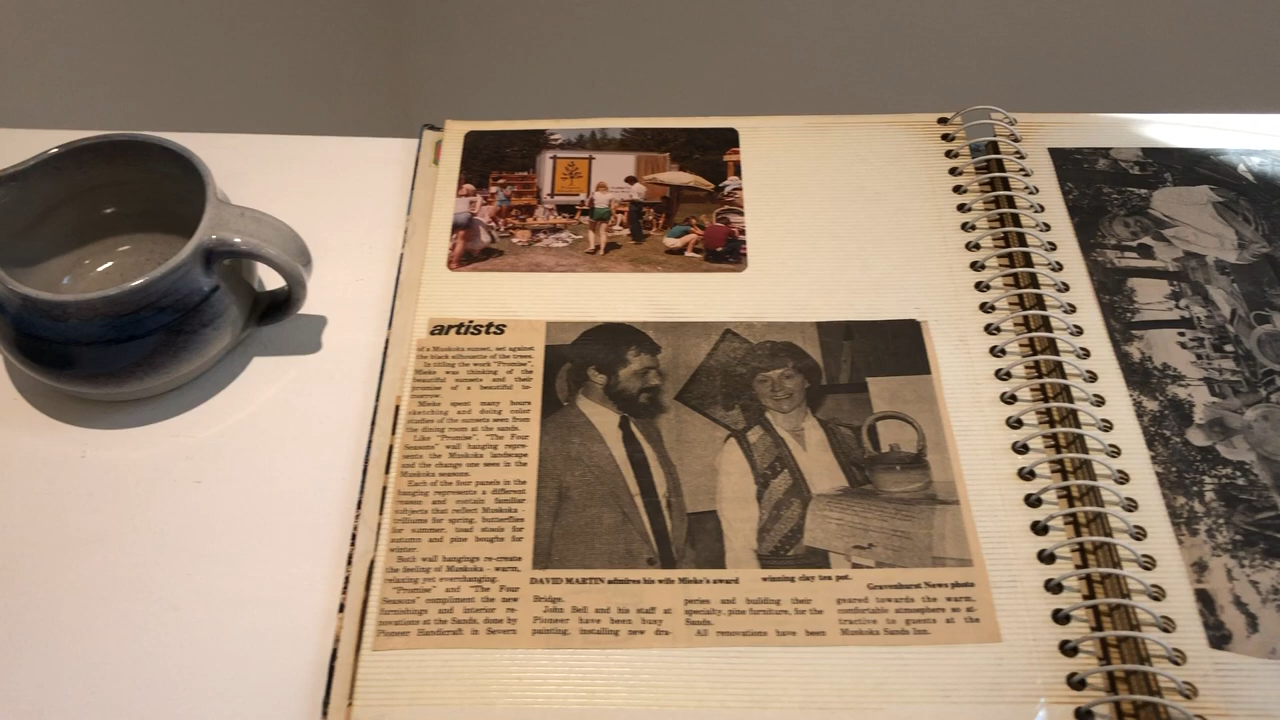 artists
of a Muskoka sunset, set against
the black silhouette of the trees.
In titling the work "Promise",
Mieke was thinking of the
beautiful sunsets and their
promise of a beautiful to-
morrow.
Mieke spent many hours
sketching and doing color
studies of the sunsets seen from
the dining room at the sands.
Like "Promise", "The Four
Seasons" wall hanging repre-
sents the Muskoka landscape
and the change one sees in the
Muskoka seasons.
Each of the four panels in the
hanging represents a different
season and contain familiar
subjects that reflect Muskoka -
trilliums for spring, butterflies
for summer, toad stools for
autumn and pine boughs for
winter.
Both wall hangings re-create
the feeling of Muskoka - warm,
relaxing yet everchanging.
"Promise" and "The Four
Seasons" compliment the new
furnishings and interior re-
novations at the Sands, done by
Pioneer Handicraft in Severn
DAVID MARTIN admires his wife Mieke's award winning clay tea pot.
Gravenhurst News photo
Bridge.
John Bell and his staff at
Pioneer have been busy
painting, installing new dra-
peries and building their
specialty, pine furniture, for the
Sands.
All renovations have been
geared towards the warm,
comfortable atmosphere so at-
tractive to guests at the
Muskoka Sands Inn.